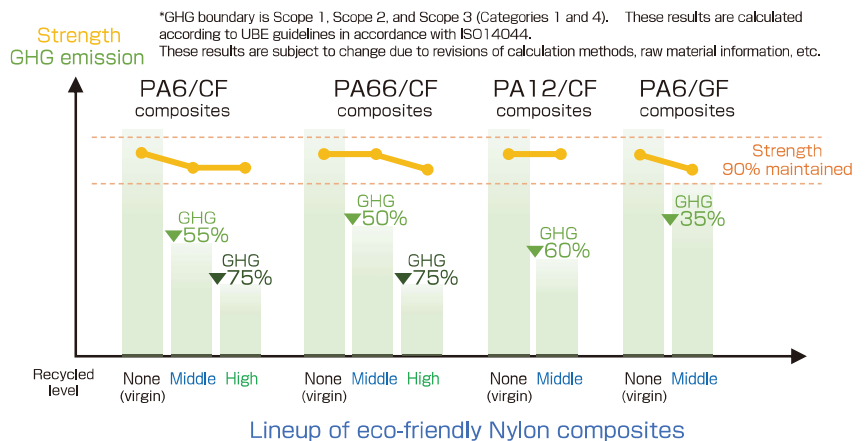 *GHG boundary is Scope 1, Scope 2, and Scope 3 (Categories 1 and 4). These results are calculated
according to UBE guidelines in accordance with ISO14044.
These results are subject to change due to revisions of calculation methods, raw material information, etc.
Strength
GHG emission
PA6/CF
composites
PA66/CF
composites
PA12/CF
composites
PA6/GF
composites
Strength
90% maintained
GHG
▼55%
GHG
▼75%
GHG
▼50%
GHG
▼75%
GHG
▼60%
GHG
▼35%
Recycled
level
None
(virgin)
Middle
High
None
(virgin)
Middle
High
None
(virgin)
Middle
None
(virgin)
Middle
Lineup of eco-friendly Nylon composites